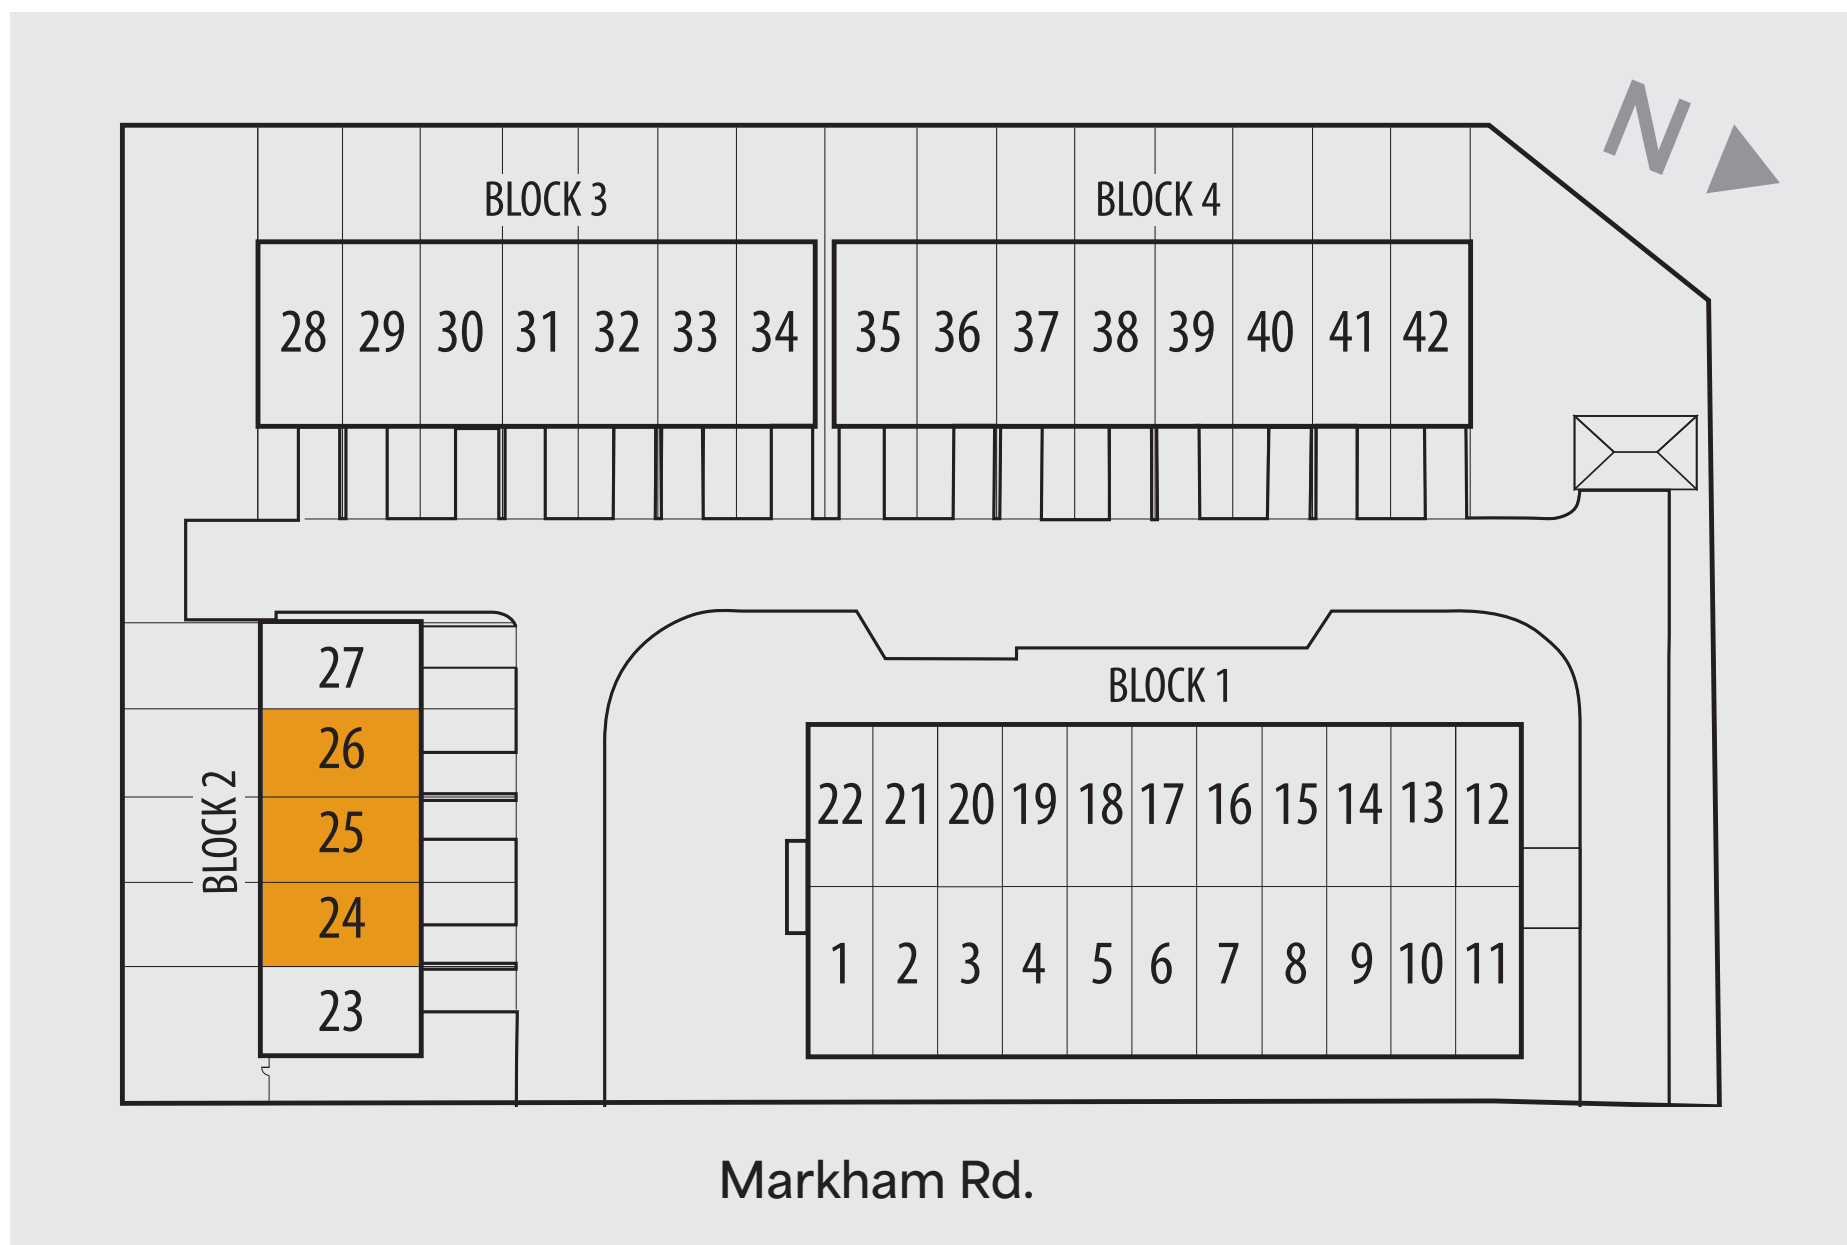 N
BLOCK 3
BLOCK 4
28 29 30 31 32 33 34
35 36 37 38 39 40 41 42
BLOCK 2
27
26
25
24
23
BLOCK 1
22 21 20 19 18 17 16 15 14 13 12
1 2 3 4 5 6 7 8 9 10 11
Markham Rd.